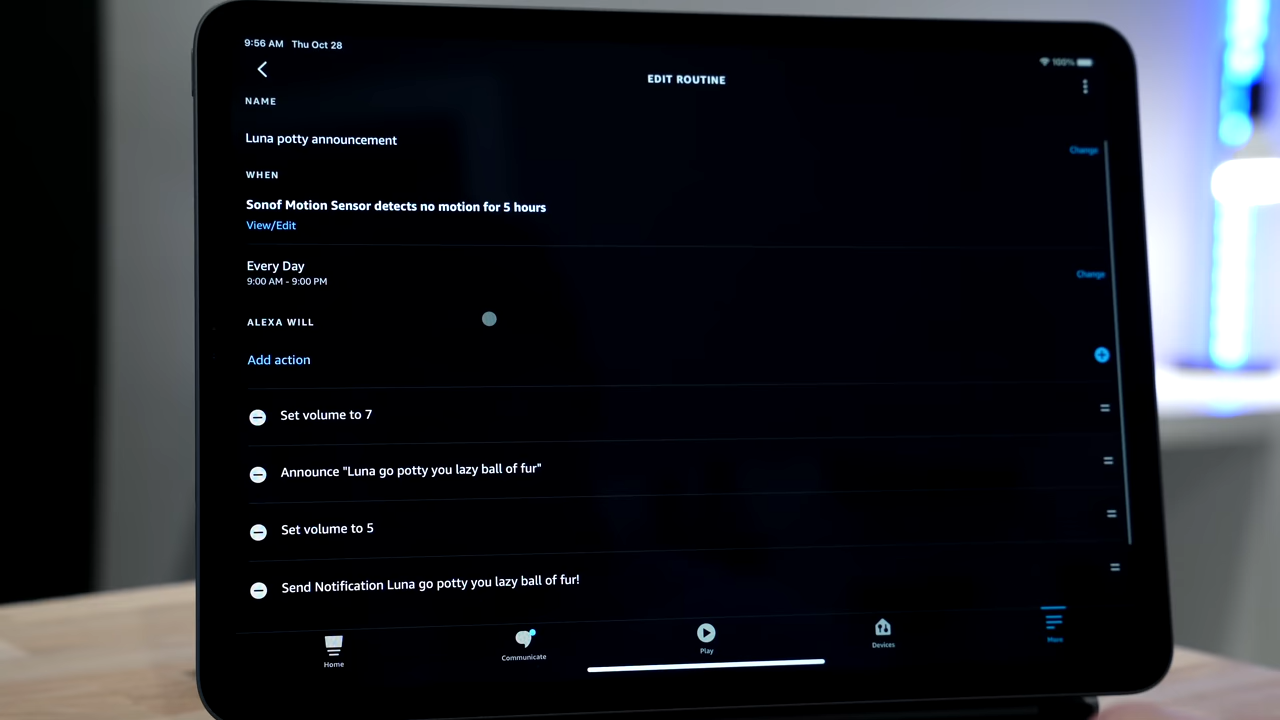 9:56 AM Thu Oct 28
100%
EDIT ROUTINE
NAME
Luna potty announcement
Change
WHEN
Sonof Motion Sensor detects no motion for 5 hours
View/Edit
Every Day
9:00 AM - 9:00 PM
Change
ALEXA WILL
Add action
Set volume to 7
Announce "Luna go potty you lazy ball of fur"
Set volume to 5
Send Notification Luna go potty you lazy ball of fur!
Home
Communicate
Play
Devices
More